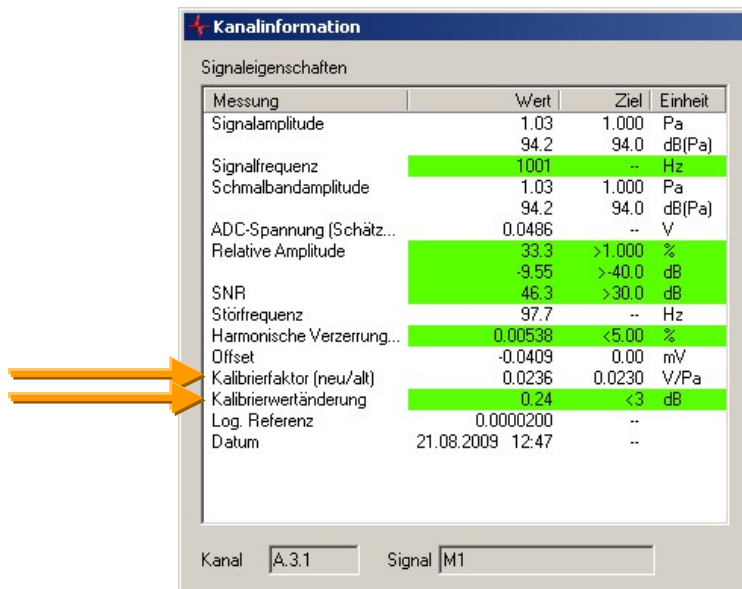 Kanalinformation
Signaleigenschaften
Messung Wert Ziel Einheit
Signalamplitude 1.03 1.000 Pa
94.2 94.0 dB(Pa)
Signalfrequenz 1001 -- Hz
Schmalbandamplitude 1.03 1.000 Pa
94.2 94.0 dB(Pa)
ADC-Spannung (Schätz... 0.0486 -- V
Relative Amplitude 33.3 >1.000 %
-9.55 >-40.0 dB
SNR 46.3 >30.0 dB
Störfrequenz 97.7 -- Hz
Harmonische Verzerrung... 0.00538 <5.00 %
Offset -0.0409 0.00 mV
Kalibrierfaktor (neu/alt) 0.0236 0.0230 V/Pa
Kalibrierwertänderung 0.24 <3 dB
Log. Referenz 0.0000200 --
Datum 21.08.2009 12:47 --
Kanal A.3.1 Signal M1